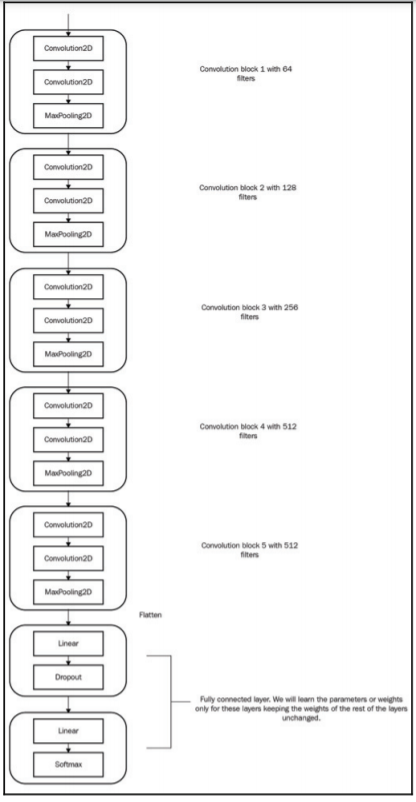 Convolution2D
Convolution2D
MaxPooling2D
Convolution block 1 with 64
filters
Convolution2D
Convolution2D
MaxPooling2D
Convolution block 2 with 128
filters
Convolution2D
Convolution2D
MaxPooling2D
Convolution block 3 with 256
filters
Convolution2D
Convolution2D
MaxPooling2D
Convolution block 4 with 512
filters
Convolution2D
Convolution2D
MaxPooling2D
Convolution block 5 with 512
filters
Flatten
Linear
Dropout
Linear
Softmax
Fully connected layer. We will learn the parameters or weights
only for these layers keeping the weights of the rest of the layers
unchanged.